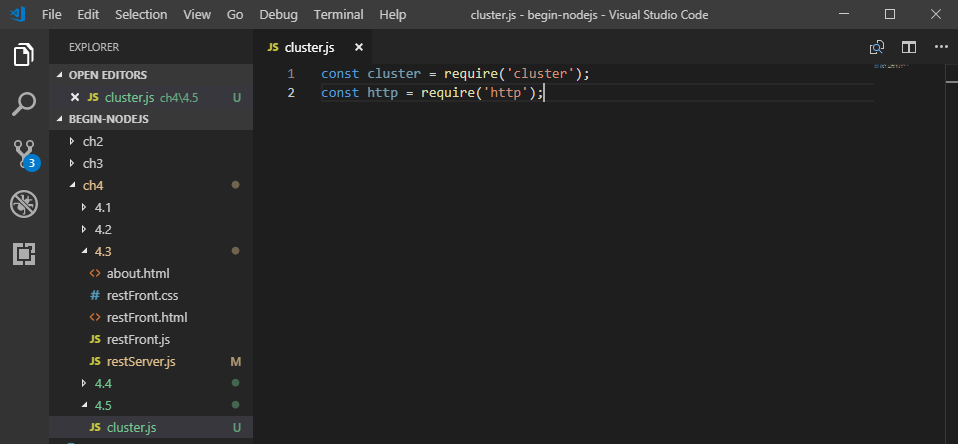 File Edit Selection View Go Debug Terminal Help cluster.js - begin-nodejs - Visual Studio Code
EXPLORER
OPEN EDITORS
JS cluster.js ch4\4.5 U
BEGIN-NODEJS
ch2
ch3
3
ch4
4.1
4.2
4.3
<> about.html
# restFront.css
<> restFront.html
JS restFront.js
JS restServer.js M
4.4
4.5
JS cluster.js U
JS cluster.js
1 const cluster = require('cluster');
2 const http = require('http');